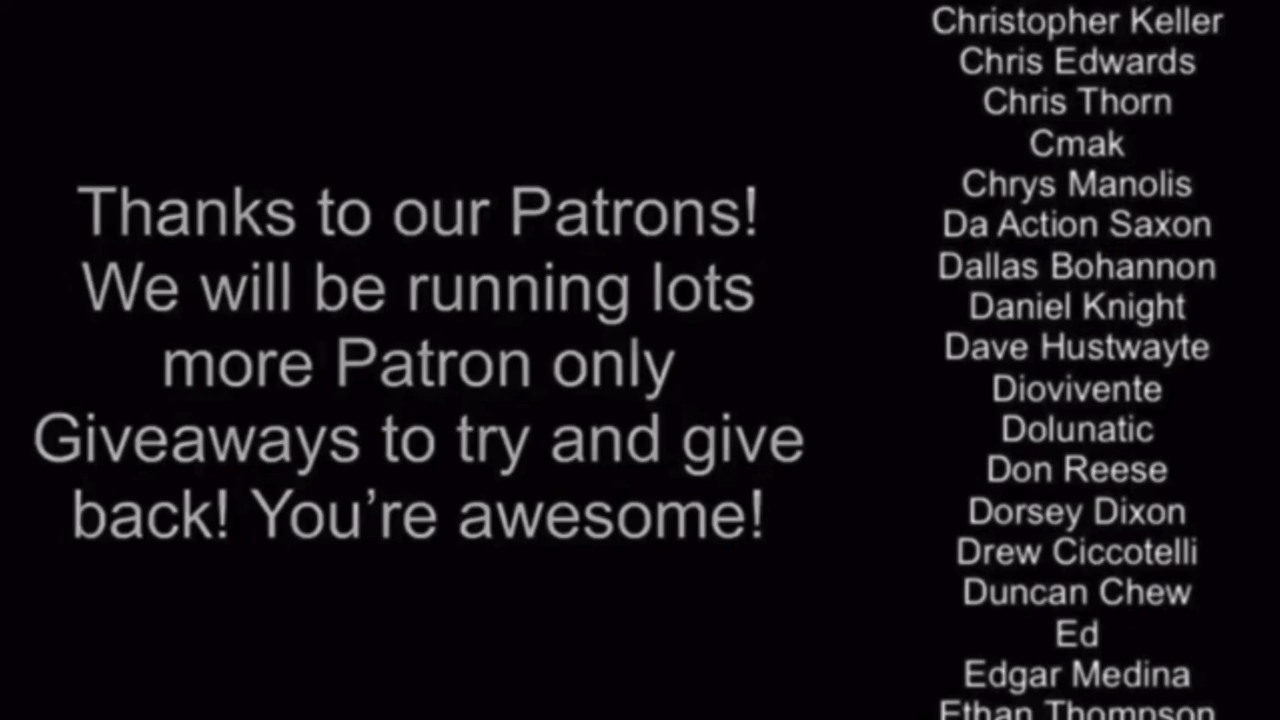 Thanks to our Patrons!
We will be running lots
more Patron only
Giveaways to try and give
back! You’re awesome!
Christopher Keller
Chris Edwards
Chris Thorn
Cmak
Chrys Manolis
Da Action Saxon
Dallas Bohannon
Daniel Knight
Dave Hustwayte
Diovivente
Dolunatic
Don Reese
Dorsey Dixon
Drew Ciccotelli
Duncan Chew
Ed
Edgar Medina
Ethan Thompson